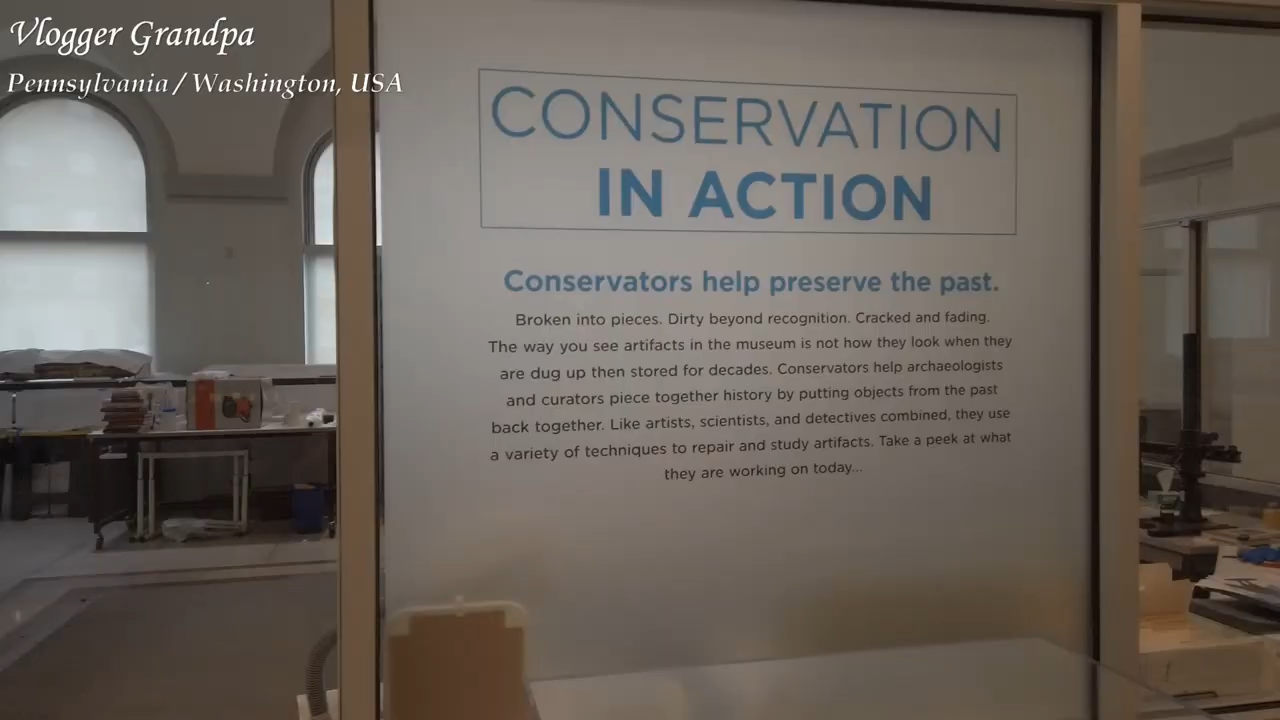 Vlogger Grandpa
Pennsylvania / Washington, USA
CONSERVATION
IN ACTION
Conservators help preserve the past.
Broken into pieces. Dirty beyond recognition. Cracked and fading.
The way you see artifacts in the museum is not how they look when they
are dug up then stored for decades. Conservators help archaeologists
and curators piece together history by putting objects from the past
back together. Like artists, scientists, and detectives combined, they use
a variety of techniques to repair and study artifacts. Take a peek at what
they are working on today...